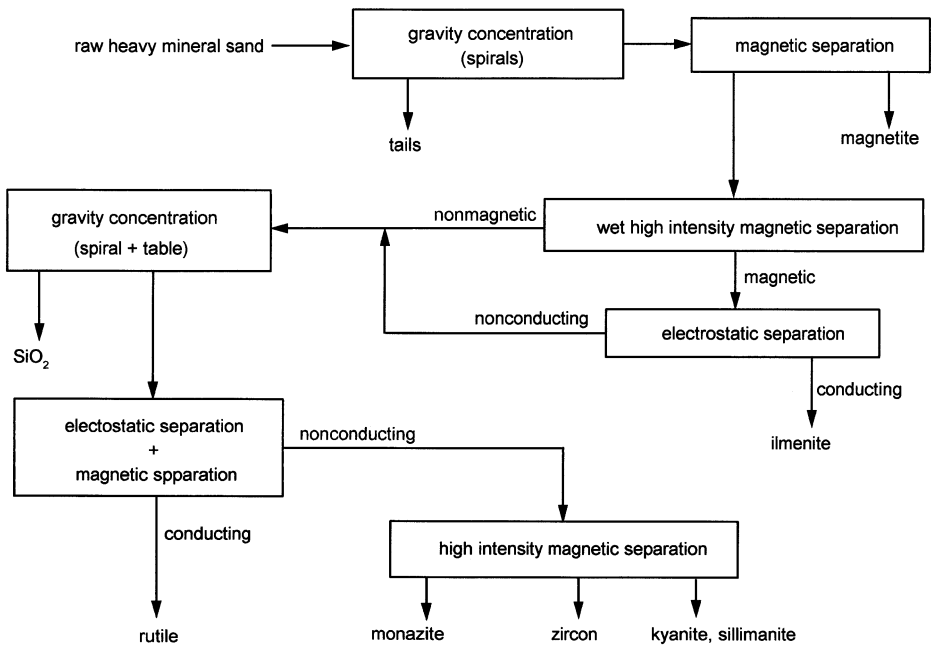 raw heavy mineral sand
gravity concentration
(spirals)
magnetic separation
tails
magnetite
gravity concentration
(spiral + table)
nonmagnetic
wet high intensity magnetic separation
magnetic
nonconducting
electrostatic separation
SiO₂
conducting
ilmenite
electostatic separation
+
magnetic spparation
nonconducting
conducting
high intensity magnetic separation
rutile
monazite
zircon
kyanite, sillimanite